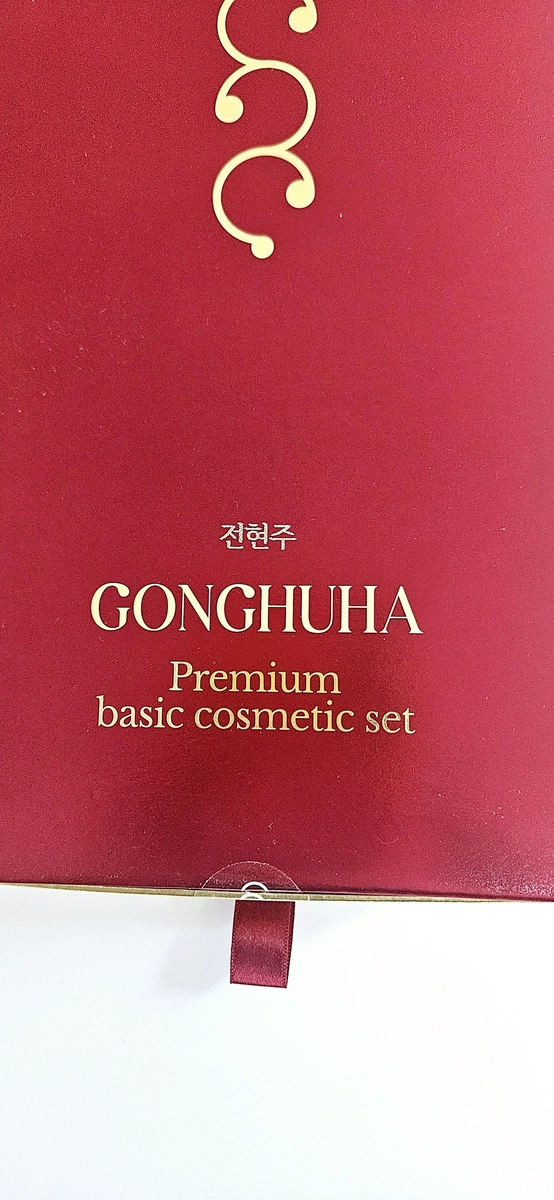 전현주
GONGHUHA
Premium
basic cosmetic set